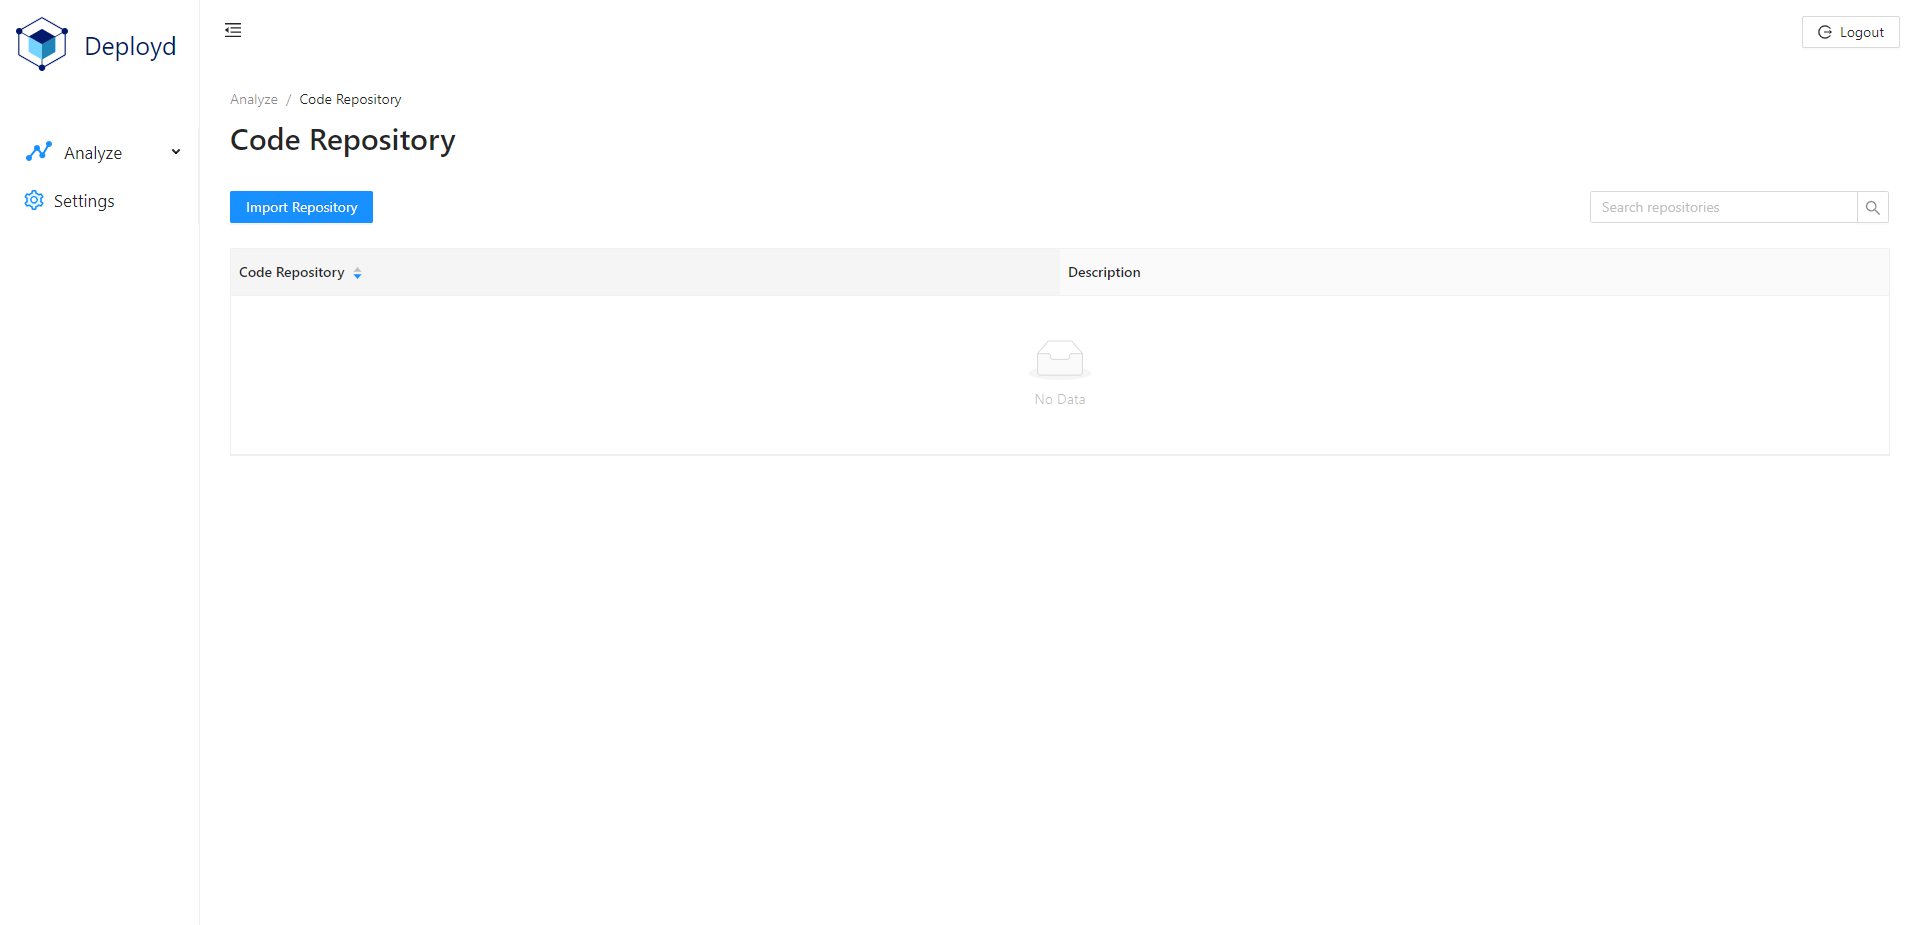 Deployd
Logout
Analyze
Settings
Analyze / Code Repository
Code Repository
Import Repository
Search repositories
Code Repository Description
No Data